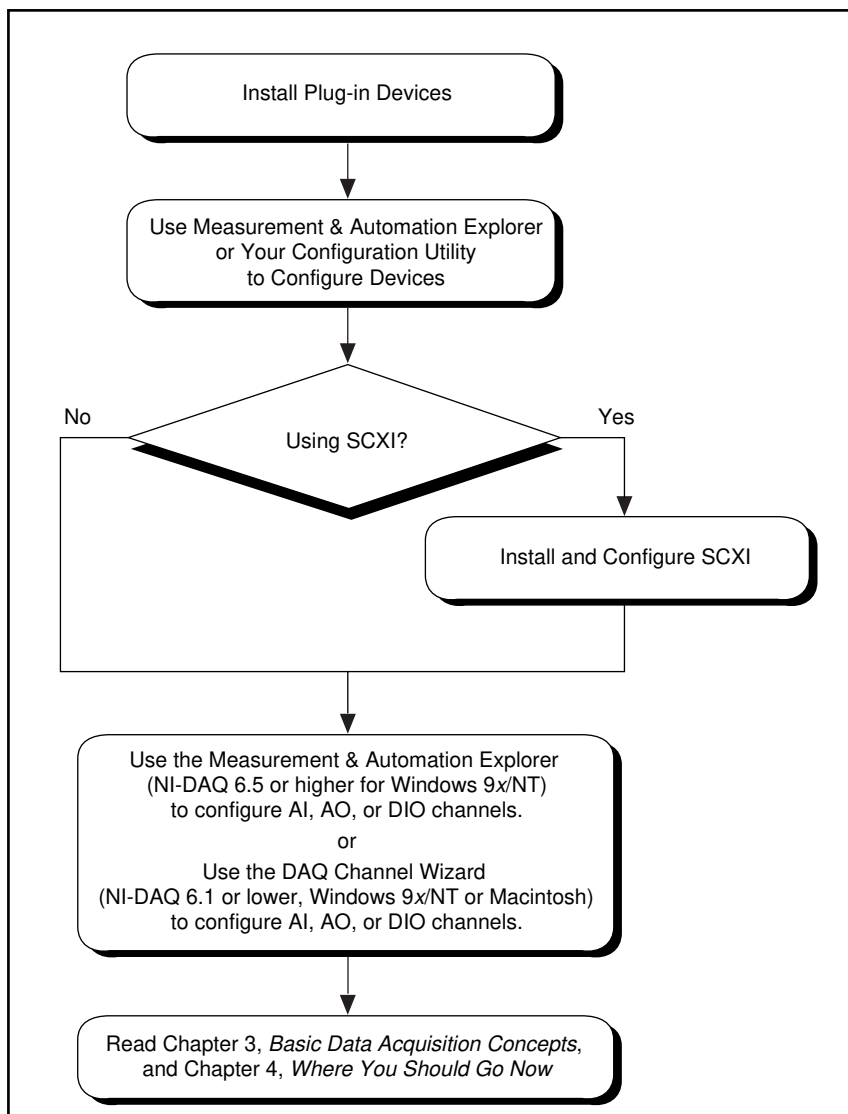 Install Plug-in Devices
Use Measurement & Automation Explorer
or Your Configuration Utility
to Configure Devices
No
Yes
Using SCXI?
Install and Configure SCXI
Use the Measurement & Automation Explorer
(NI-DAQ 6.5 or higher for Windows 9x/NT)
to configure AI, AO, or DIO channels.
or
Use the DAQ Channel Wizard
(NI-DAQ 6.1 or lower, Windows 9x/NT or Macintosh)
to configure AI, AO, or DIO channels.
Read Chapter 3, Basic Data Acquisition Concepts,
and Chapter 4, Where You Should Go Now